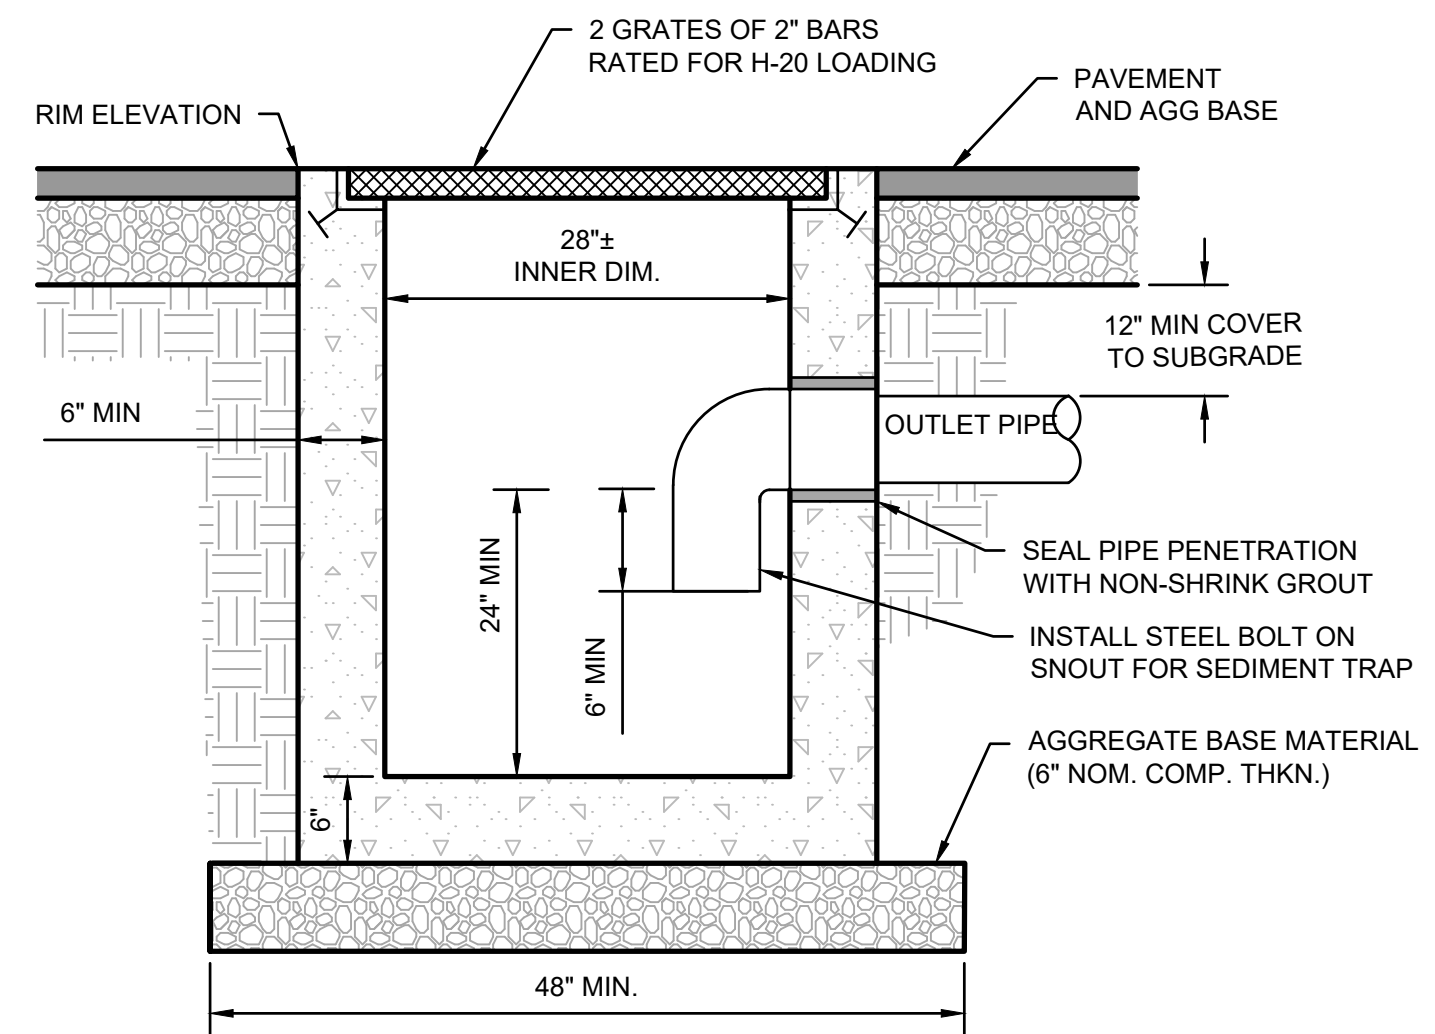 2 GRATES OF 2" BARS
RATED FOR H-20 LOADING
PAVEMENT
AND AGG BASE
RIM ELEVATION
28"±
INNER DIM.
12" MIN COVER
TO SUBGRADE
6" MIN
OUTLET PIPE
24" MIN
6" MIN
SEAL PIPE PENETRATION
WITH NON-SHRINK GROUT
INSTALL STEEL BOLT ON
SNOUT FOR SEDIMENT TRAP
AGGREGATE BASE MATERIAL
(6" NOM. COMP. THKN.)
6"
48" MIN.